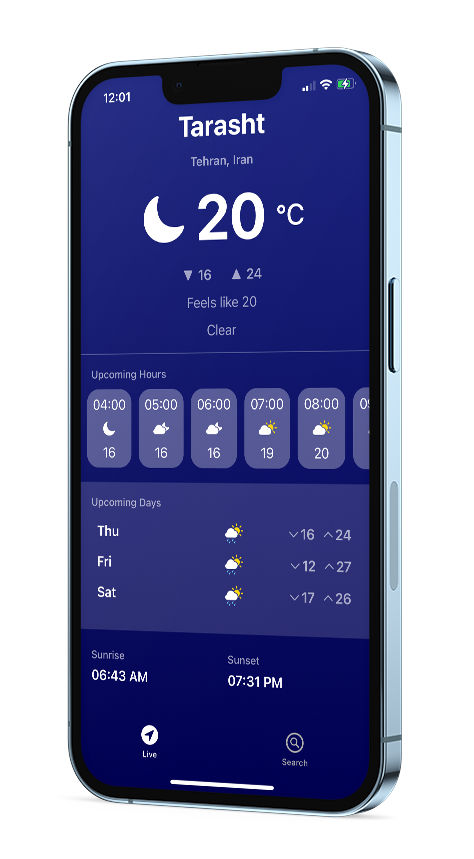 12:01
Tarasht
Tehran, Iran
20 °C
▼ 16 ▲ 24
Feels like 20
Clear
Upcoming Hours
04:00 05:00 06:00 07:00 08:00
16 16 16 19 20
Upcoming Days
Thu 16 24
Fri 12 27
Sat 17 26
Sunrise Sunset
06:43 AM 07:31 PM
Live Search